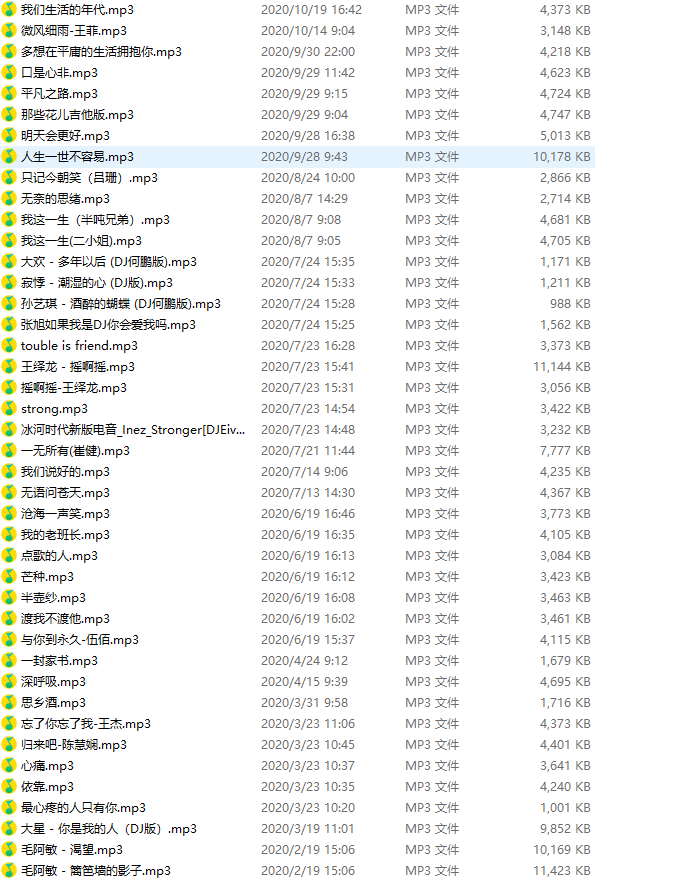 我们生活的年代.mp3 2020/10/19 16:42 MP3 文件 4,373 KB
微风细雨-王菲.mp3 2020/10/14 9:04 MP3 文件 3,148 KB
多想在平庸的生活拥抱你.mp3 2020/9/30 22:00 MP3 文件 4,218 KB
口是心非.mp3 2020/9/29 11:42 MP3 文件 4,623 KB
平凡之路.mp3 2020/9/29 9:15 MP3 文件 4,724 KB
那些花儿吉他版.mp3 2020/9/29 9:04 MP3 文件 4,747 KB
明天会更好.mp3 2020/9/28 16:38 MP3 文件 5,013 KB
人生一世不容易.mp3 2020/9/28 9:43 MP3 文件 10,178 KB
只记今朝笑（吕珊）.mp3 2020/8/24 10:00 MP3 文件 2,866 KB
无奈的思绪.mp3 2020/8/7 14:29 MP3 文件 2,714 KB
我这一生（半吨兄弟）.mp3 2020/8/7 9:08 MP3 文件 4,681 KB
我这一生(二小姐).mp3 2020/8/7 9:05 MP3 文件 4,705 KB
大欢 - 多年以后 (DJ何鹏版).mp3 2020/7/24 15:35 MP3 文件 1,171 KB
寂悸 - 潮湿的心 (DJ版).mp3 2020/7/24 15:33 MP3 文件 1,211 KB
孙艺琪 - 酒醉的蝴蝶 (DJ何鹏版).mp3 2020/7/24 15:28 MP3 文件 988 KB
张旭如果我是DJ你会爱我吗.mp3 2020/7/24 15:25 MP3 文件 1,562 KB
touble is friend.mp3 2020/7/23 16:28 MP3 文件 3,373 KB
王绎龙 - 摇啊摇.mp3 2020/7/23 15:41 MP3 文件 11,144 KB
摇啊摇-王绎龙.mp3 2020/7/23 15:31 MP3 文件 3,056 KB
strong.mp3 2020/7/23 14:54 MP3 文件 3,422 KB
冰河时代新版电音_Inez_Stronger[DJEiv... 2020/7/23 14:48 MP3 文件 3,232 KB
一无所有(崔健).mp3 2020/7/21 11:44 MP3 文件 7,777 KB
我们说好的.mp3 2020/7/14 9:06 MP3 文件 4,235 KB
无语问苍天.mp3 2020/7/13 14:30 MP3 文件 4,367 KB
沧海一声笑.mp3 2020/6/19 16:46 MP3 文件 3,773 KB
我的老班长.mp3 2020/6/19 16:35 MP3 文件 4,105 KB
点歌的人.mp3 2020/6/19 16:13 MP3 文件 3,084 KB
芒种.mp3 2020/6/19 16:12 MP3 文件 3,423 KB
半壶纱.mp3 2020/6/19 16:08 MP3 文件 3,463 KB
渡我不渡他.mp3 2020/6/19 16:02 MP3 文件 3,461 KB
与你到永久-伍佰.mp3 2020/6/19 15:37 MP3 文件 4,115 KB
一封家书.mp3 2020/4/24 9:12 MP3 文件 1,679 KB
深呼吸.mp3 2020/4/15 9:39 MP3 文件 4,695 KB
思乡酒.mp3 2020/3/31 9:58 MP3 文件 1,716 KB
忘了你忘了我-王杰.mp3 2020/3/23 11:06 MP3 文件 4,373 KB
归来吧-陈慧娴.mp3 2020/3/23 10:45 MP3 文件 4,401 KB
心痛.mp3 2020/3/23 10:37 MP3 文件 3,641 KB
依靠.mp3 2020/3/23 10:35 MP3 文件 4,240 KB
最心疼的人只有你.mp3 2020/3/23 10:20 MP3 文件 1,001 KB
大星 - 你是我的人（DJ版）.mp3 2020/3/19 11:01 MP3 文件 9,852 KB
毛阿敏 - 渴望.mp3 2020/2/19 15:06 MP3 文件 10,169 KB
毛阿敏 - 篱笆墙的影子.mp3 2020/2/19 15:06 MP3 文件 11,423 KB